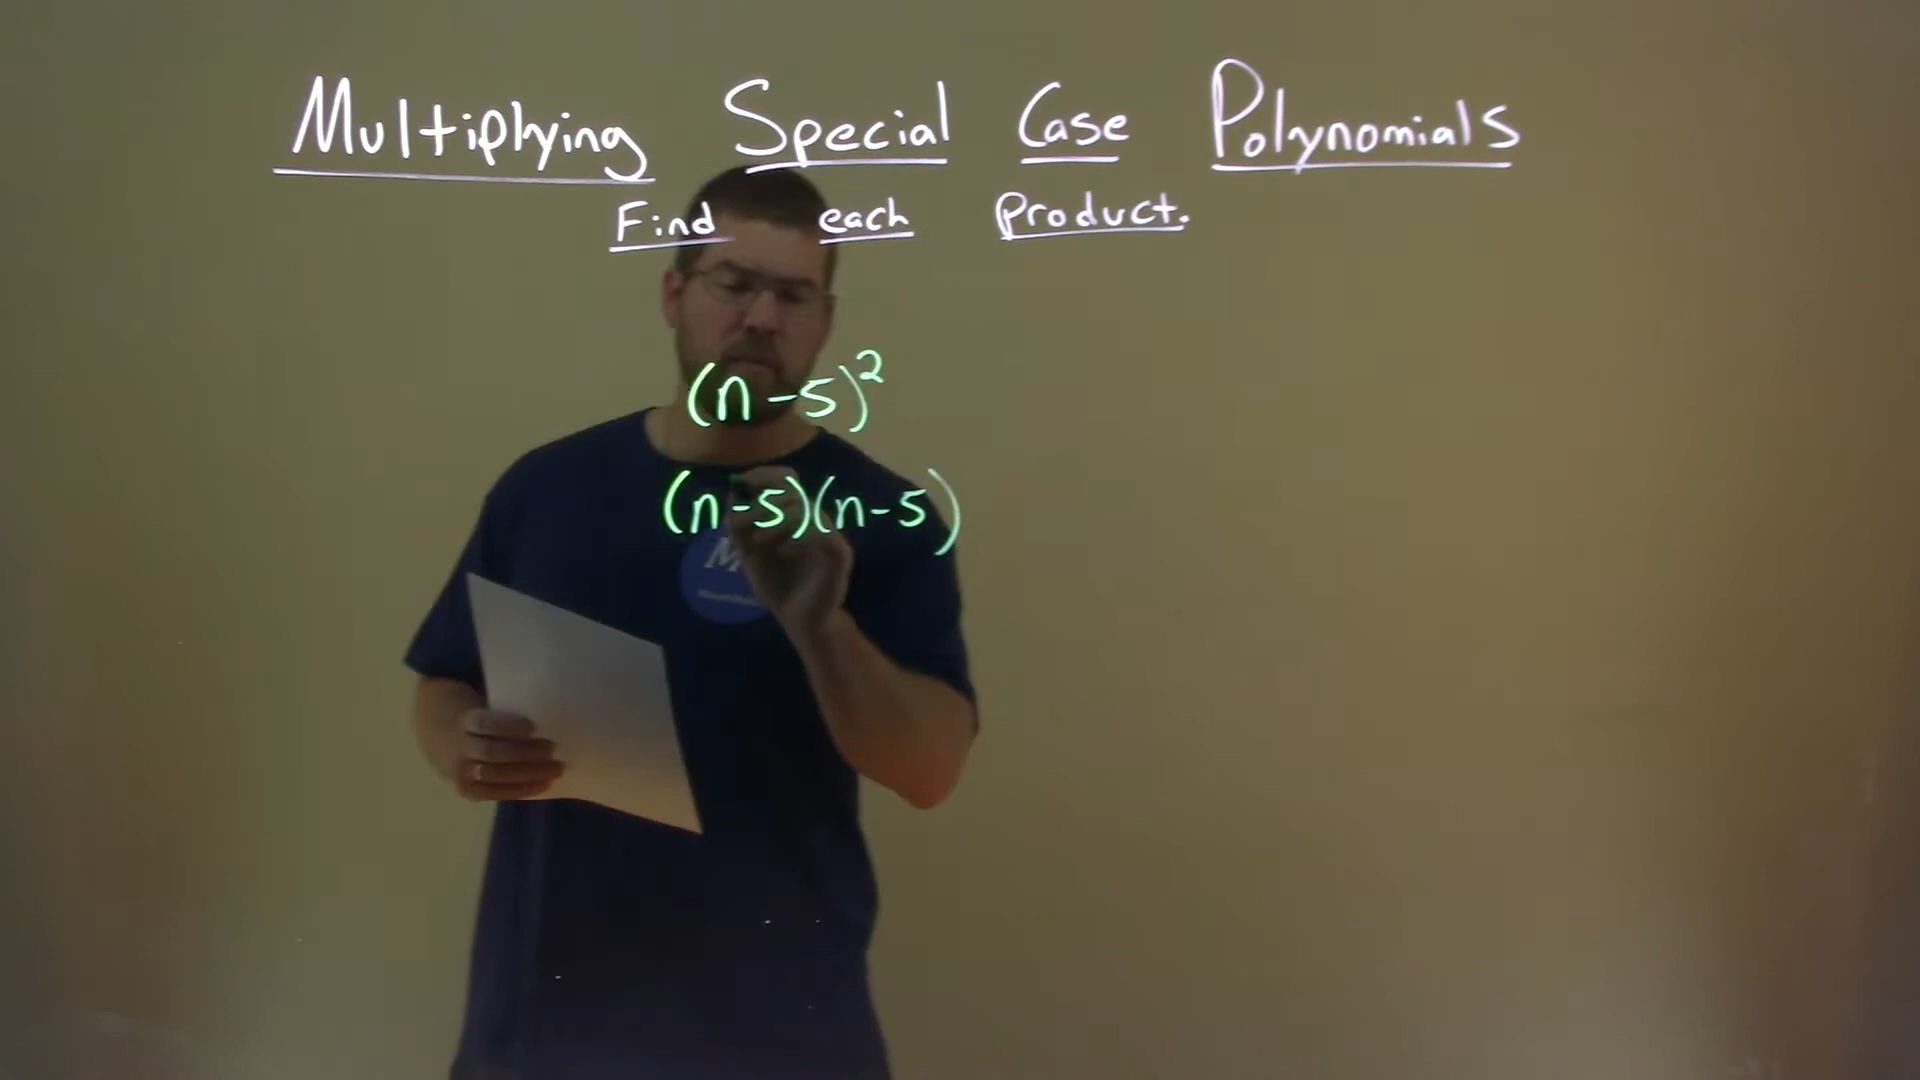 Multiplying Special Case Polynomials
Find each Product.
(n-5)²
(n-5)(n-5)